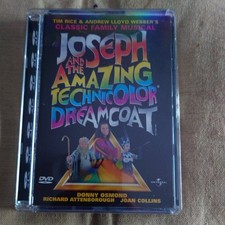 TIM RICE & ANDREW LLOYD WEBBER'S
CLASSIC FAMILY MUSICAL
JOSEPH
AND THE
AMAZING
TECHNICOLOR
DREAMCOAT
DONNY OSMOND
RICHARD ATTENBOROUGH JOAN COLLINS
DVD